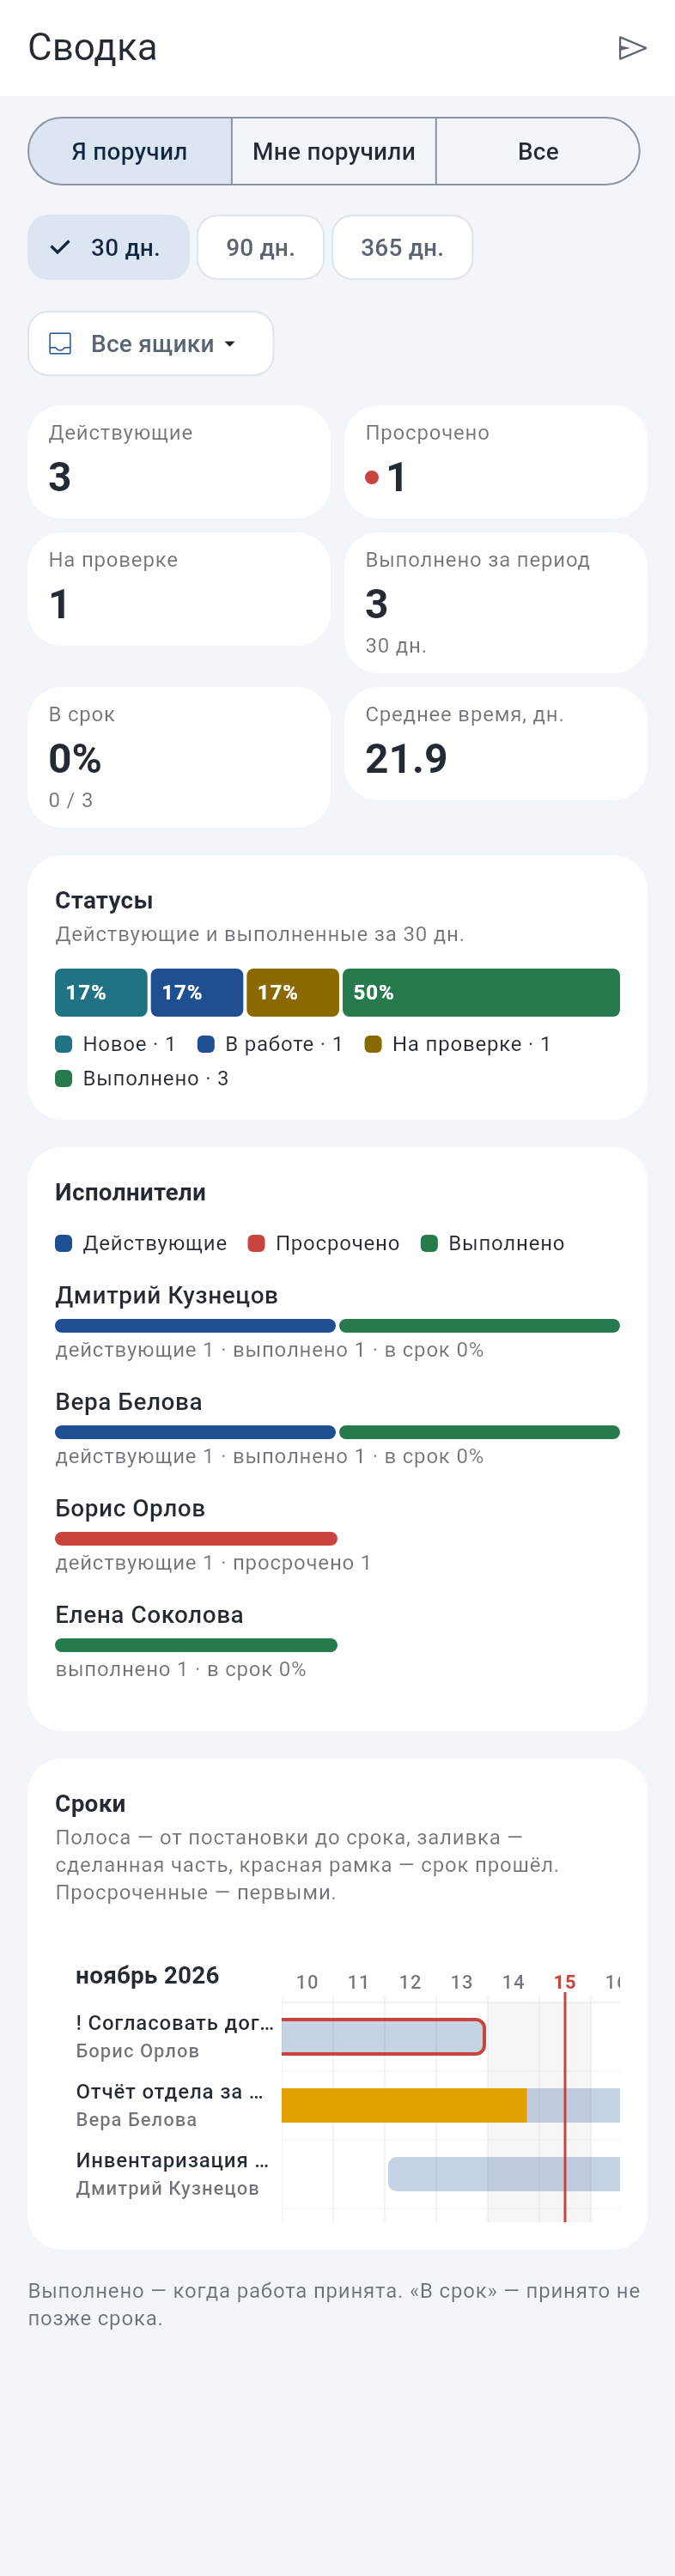 Сводка
Я поручил Мне поручили Все
30 дн. 90 дн. 365 дн.
Все ящики
Действующие Просрочено
3 1
На проверке Выполнено за период
1 3
30 дн.
В срок Среднее время, дн.
0% 21.9
0 / 3
Статусы
Действующие и выполненные за 30 дн.
17% 17% 17% 50%
Новое · 1 В работе · 1 На проверке · 1
Выполнено · 3
Исполнители
Действующие Просрочено Выполнено
Дмитрий Кузнецов
действующие 1 · выполнено 1 · в срок 0%
Вера Белова
действующие 1 · выполнено 1 · в срок 0%
Борис Орлов
действующие 1 · просрочено 1
Елена Соколова
выполнено 1 · в срок 0%
Сроки
Полоса — от постановки до срока, заливка —
сделанная часть, красная рамка — срок прошёл.
Просроченные — первыми.
ноябрь 2026 10 11 12 13 14 15
! Согласовать дог...
Борис Орлов
Отчёт отдела за ...
Вера Белова
Инвентаризация ...
Дмитрий Кузнецов
Выполнено — когда работа принята. «В срок» — принято не
позже срока.